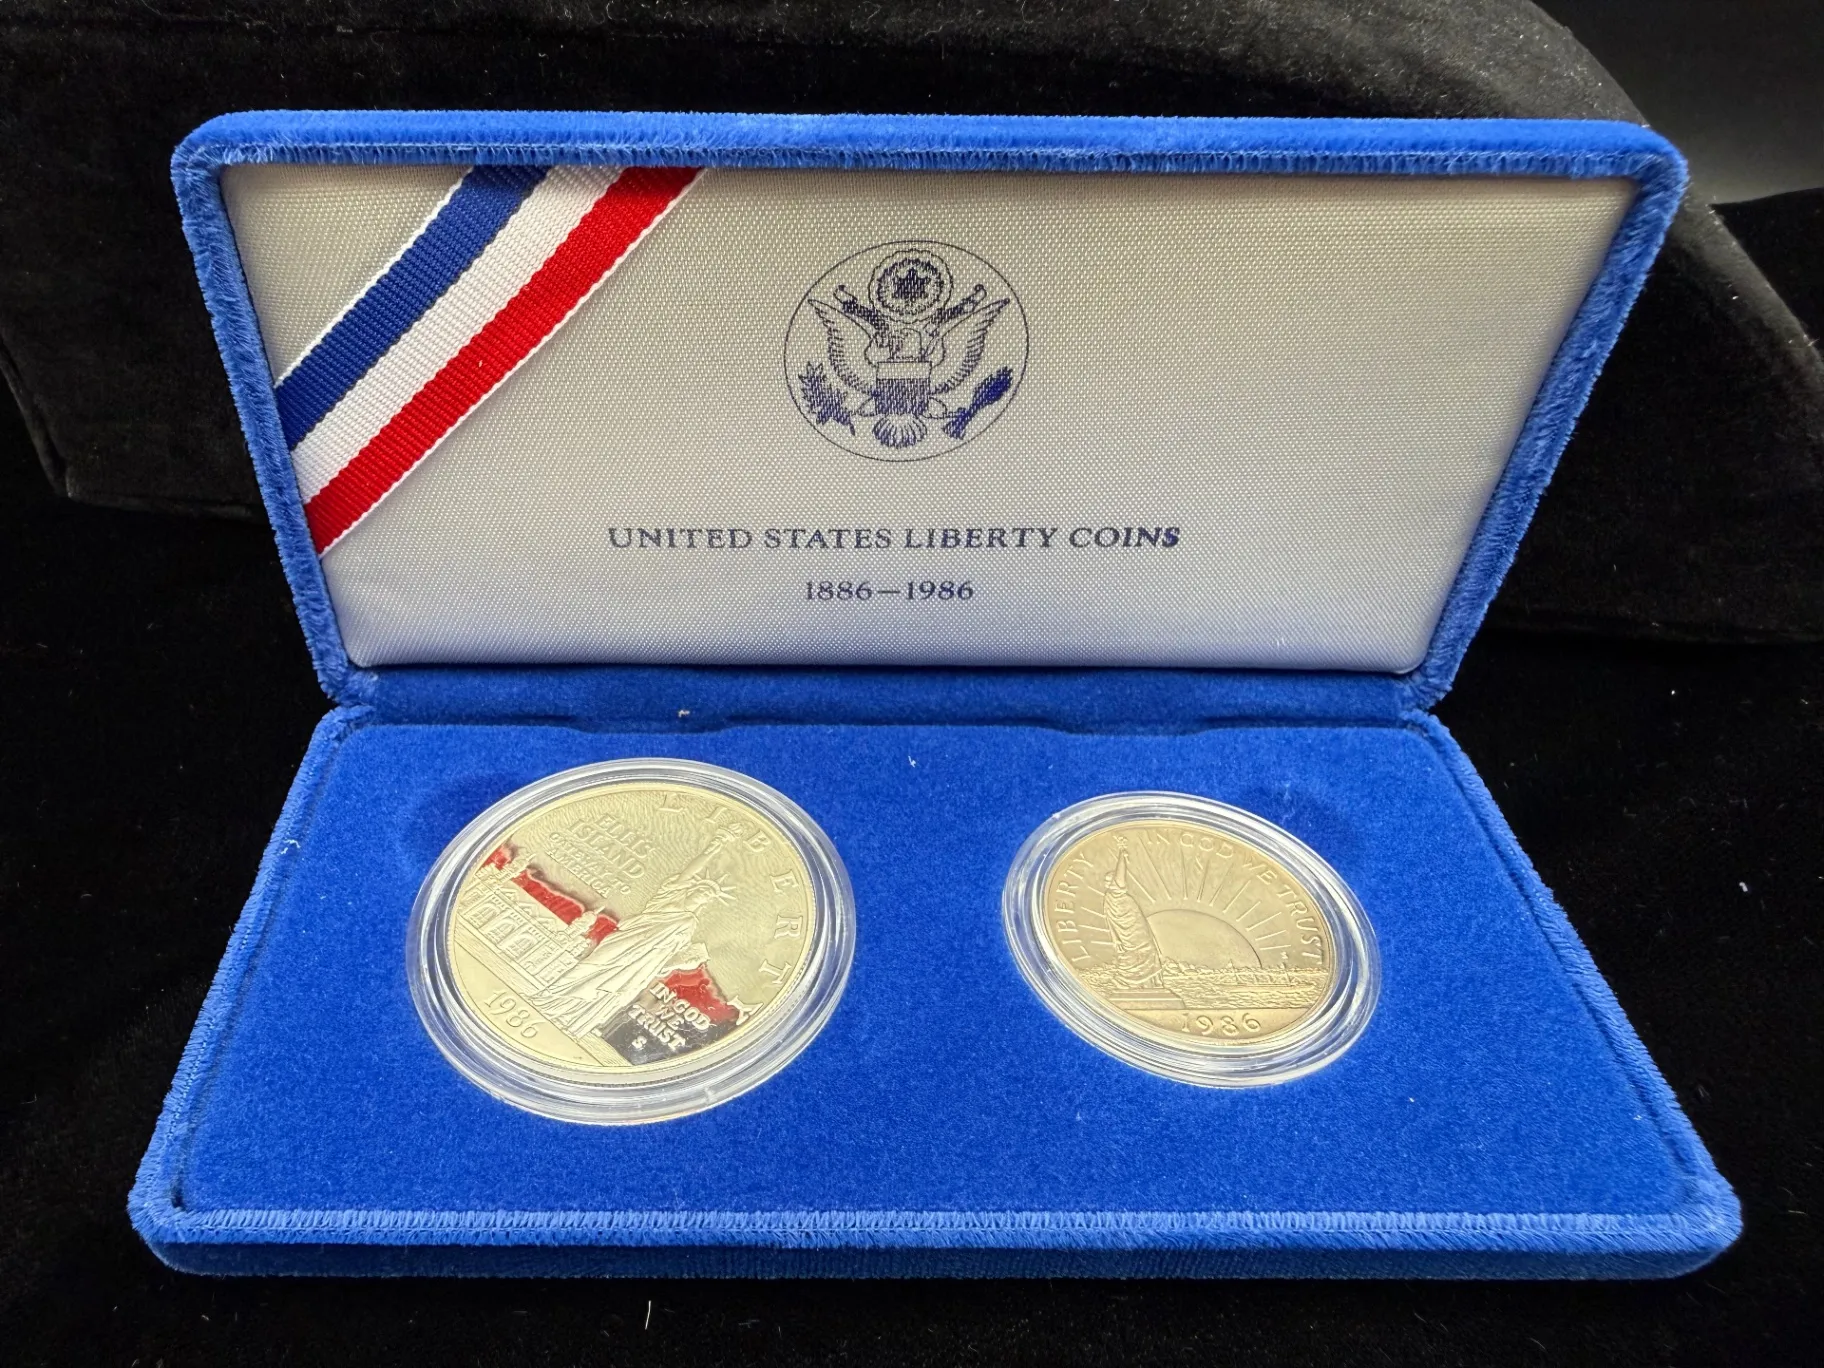 UNITED STATES LIBERTY COINS
1886–1986
LIBERTY
ELLIS
ISLAND
GATEWAY TO
AMERICA
1986
IN GOD
WE
TRUST
S
LIBERTY
IN GOD WE TRUST
1986